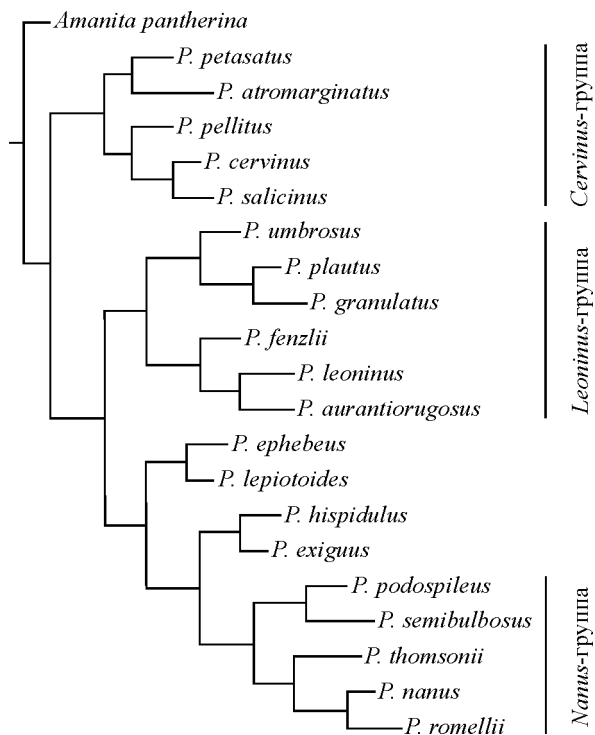 Amanita pantherina
P. petasatus
P. atromarginatus
P. pellitus
P. cervinus
P. salicinus
Cervinus-группа
P. umbrosus
P. plautus
P. granulatus
P. fenzlii
P. leoninus
P. aurantiorugosus
Leoninus-группа
P. ephebeus
P. lepiotoides
P. hispidulus
P. exiguus
P. podospileus
P. semibulbosus
P. thomsonii
P. nanus
P. romellii
Nanus-группа